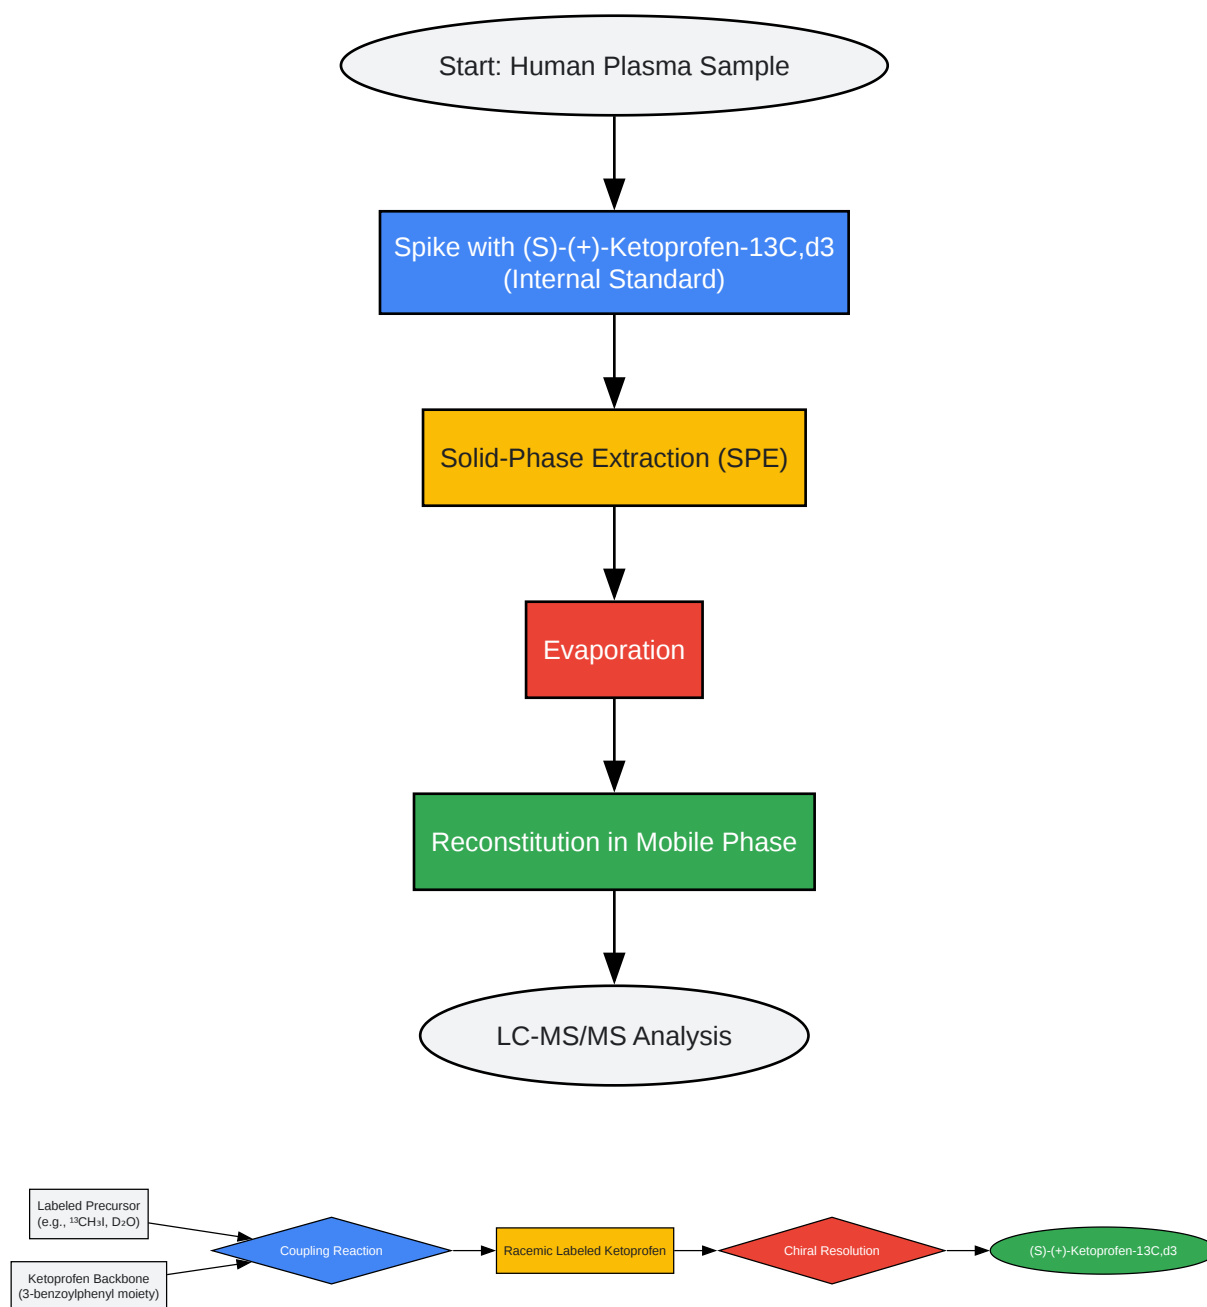 Start: Human Plasma Sample
Spike with (S)-(+)-Ketoprofen-13C,d3
(Internal Standard)
Solid-Phase Extraction (SPE)
Evaporation
Reconstitution in Mobile Phase
LC-MS/MS Analysis
Labeled Precursor
(e.g., ¹³CH₃I, D₂O)
Ketoprofen Backbone
(3-benzoylphenyl moiety)
Coupling Reaction
Racemic Labeled Ketoprofen
Chiral Resolution
(S)-(+)-Ketoprofen-13C,d3